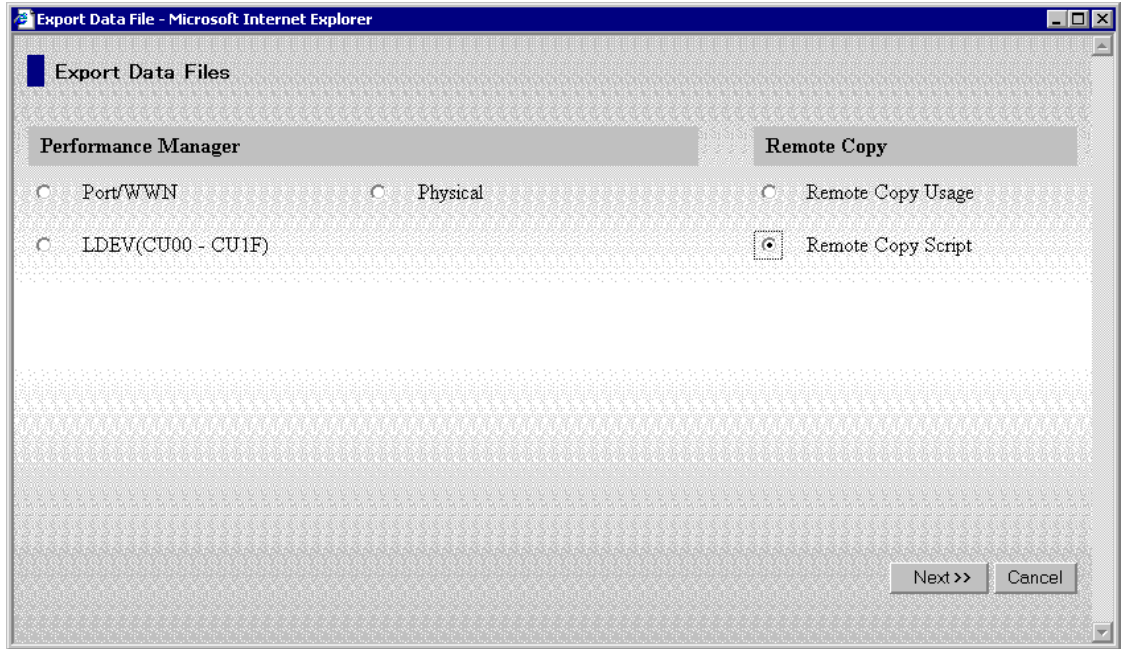 Export Data File - Microsoft Internet Explorer
Export Data Files
Performance Manager
Remote Copy
Port/WWN
Physical
Remote Copy Usage
LDEV(CU00 - CU1F)
Remote Copy Script
Next >>
Cancel